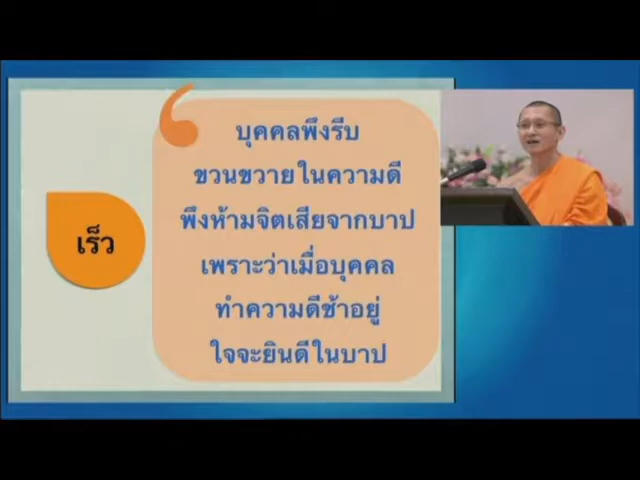 เร็ว
บุคคลพึงรีบ
ขวนขวายในความดี
พึงห้ามจิตเสียจากบาป
เพราะว่าเมื่อบุคคล
ทำความดีช้าอยู่
ใจจะยินดีในบาป